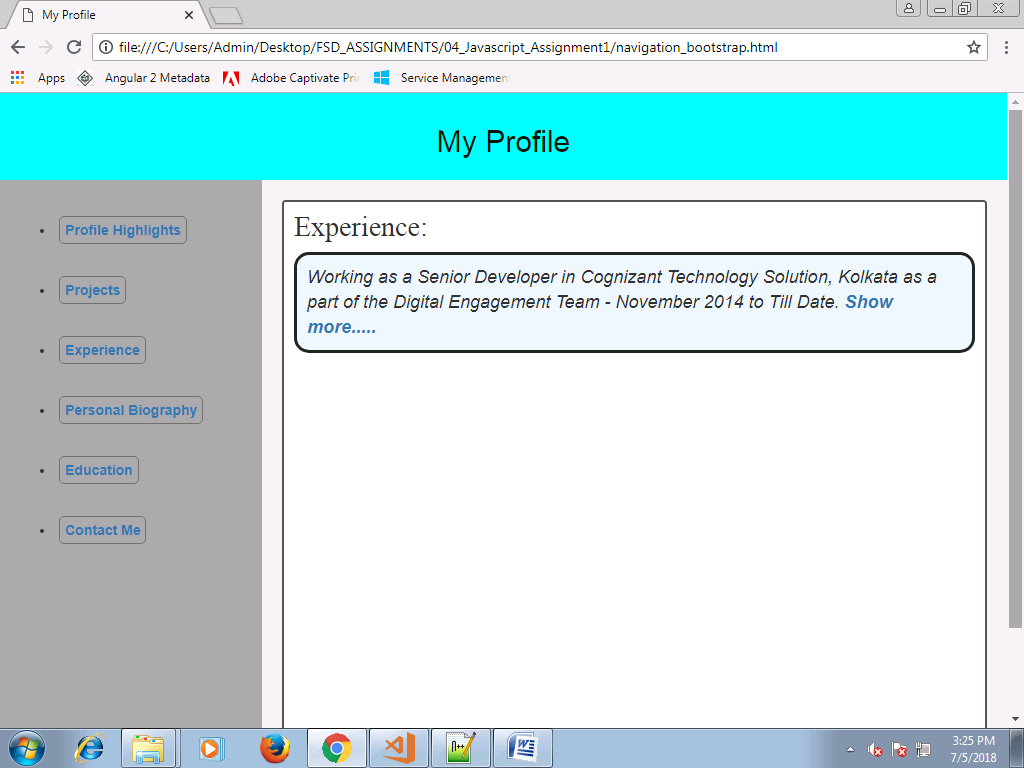 My Profile
file:///C:/Users/Admin/Desktop/FSD_ASSIGNMENTS/04_Javascript_Assignment1/navigation_bootstrap.html
Apps Angular 2 Metadata Adobe Captivate Pri Service Management
My Profile
Profile Highlights
Projects
Experience
Personal Biography
Education
Contact Me
Experience:
Working as a Senior Developer in Cognizant Technology Solution, Kolkata as a
part of the Digital Engagement Team - November 2014 to Till Date. Show
more.....
3:25 PM
7/5/2018